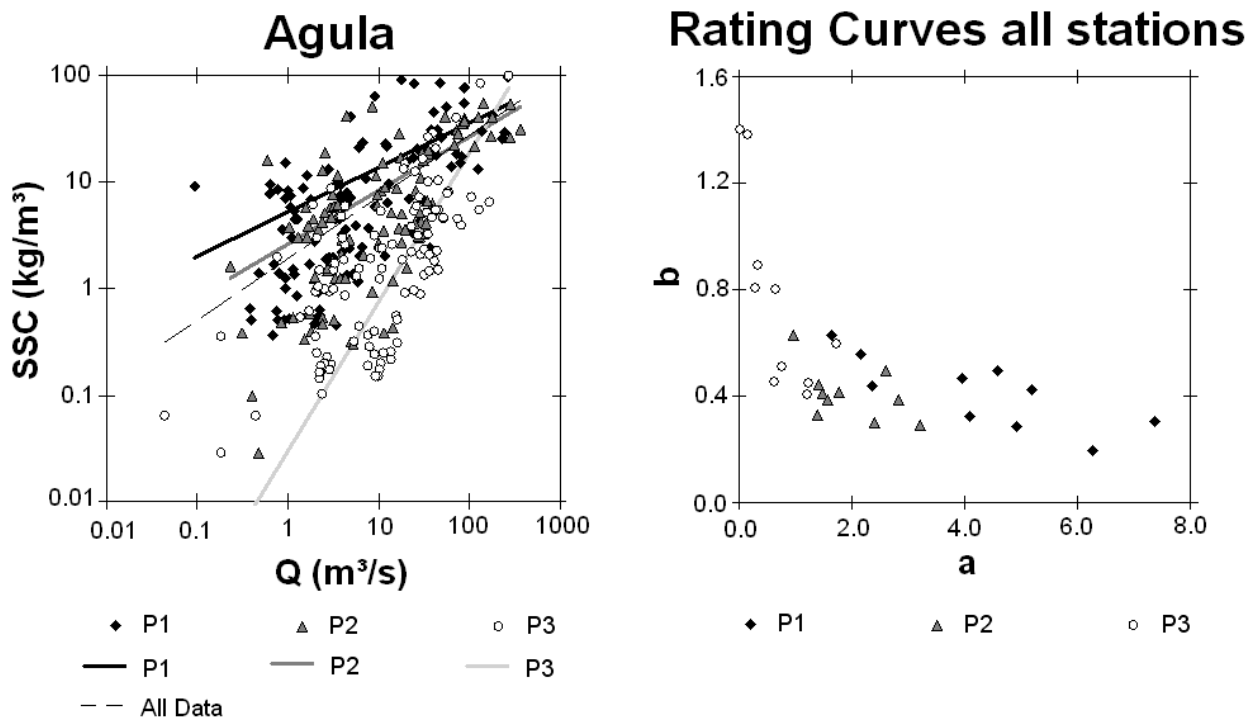 Agula
SSC (kg/m³)
100
10
1
0.1
0.01
0.01 0.1 1 10 100 1000
Q (m³/s)
P1 P2 P3
P1 P2 P3
All Data
Rating Curves all stations
b
1.6
1.2
0.8
0.4
0.0
0.0 2.0 4.0 6.0 8.0
a
P1 P2 P3